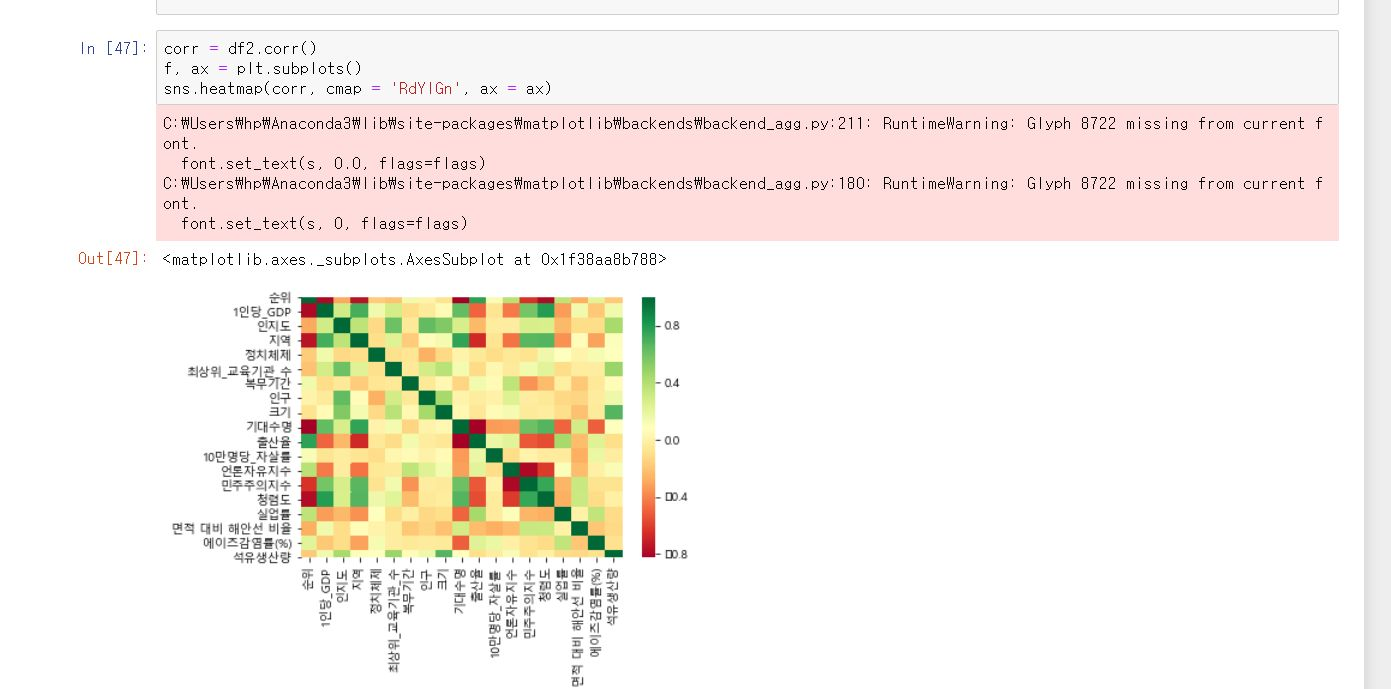 In [47]:
corr = df2.corr()
f, ax = plt.subplots()
sns.heatmap(corr, cmap = 'RdYlGn', ax = ax)
C:₩Users₩hp₩Anaconda3₩lib₩site-packages₩matplotlib₩backends₩backend_agg.py:211: RuntimeWarning: Glyph 8722 missing from current f
ont.
font.set_text(s, 0.0, flags=flags)
C:₩Users₩hp₩Anaconda3₩lib₩site-packages₩matplotlib₩backends₩backend_agg.py:180: RuntimeWarning: Glyph 8722 missing from current f
ont.
font.set_text(s, 0, flags=flags)
Out[47]:
<matplotlib.axes._subplots.AxesSubplot at 0x1f38aa8b788>
순위
1인당_GDP
인지도
지역
정치체제
최상위_교육기관_수
복무기간
인구
크기
기대수명
출산율
10만명당_자살률
언론자유지수
민주주의지수
청렴도
실업률
면적 대비 해안선 비율
에이즈감염률(%)
석유생산량
0.8
0.4
0.0
□0.4
□0.8
순위
1인당_GDP
인지도
지역
정치체제
최상위_교육기관_수
복무기간
인구
크기
기대수명
출산율
10만명당_자살률
언론자유지수
민주주의지수
청렴도
실업률
면적 대비 해안선 비율
에이즈감염률(%)
석유생산량